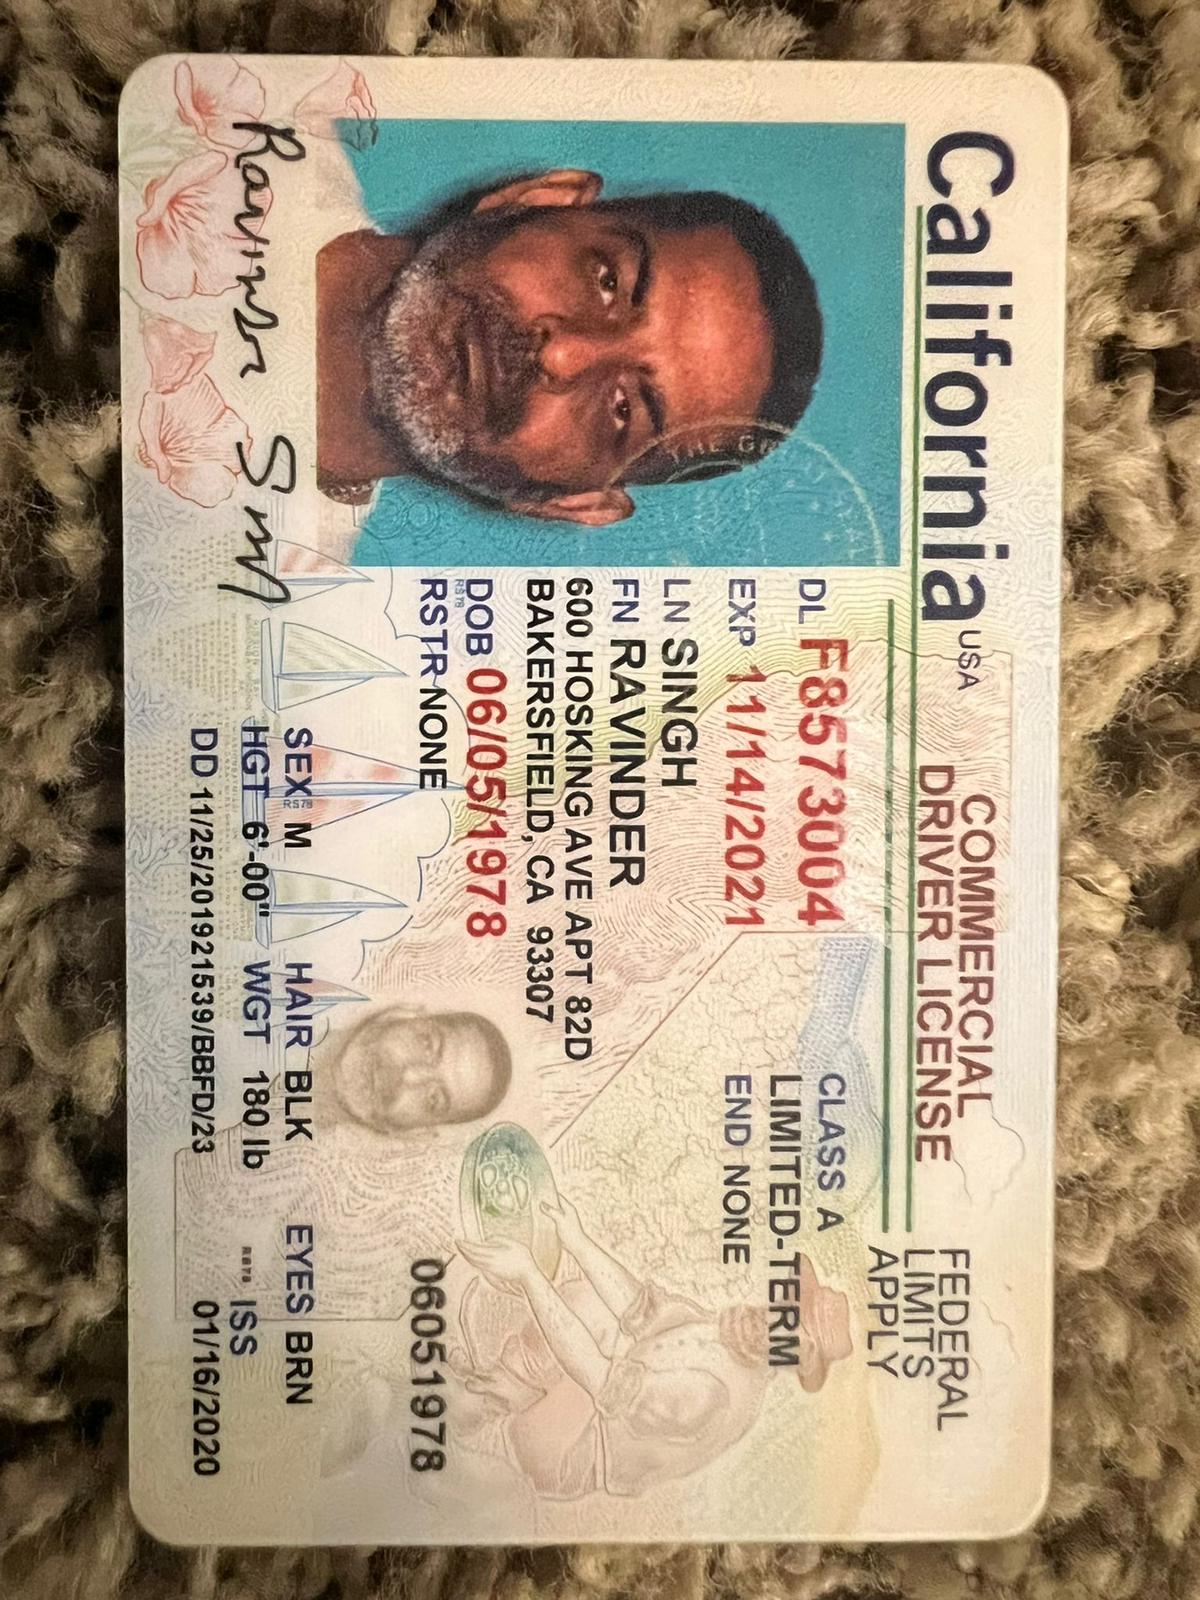 California USA
COMMERCIAL
DRIVER LICENSE
FEDERAL
LIMITS
APPLY
DL F8573004
EXP 11/14/2021
LN SINGH
FN RAVINDER
600 HOSKING AVE APT 82D
BAKERSFIELD, CA 93307
DOB 06/05/1978
RSTR NONE
CLASS A
LIMITED-TERM
END NONE
06051978
SEX M HAIR BLK EYES BRN
HGT 6'-00" WGT 180 lb ISS
DD 11/25/201921539/BBFD/23 01/16/2020
Ravinder Singh